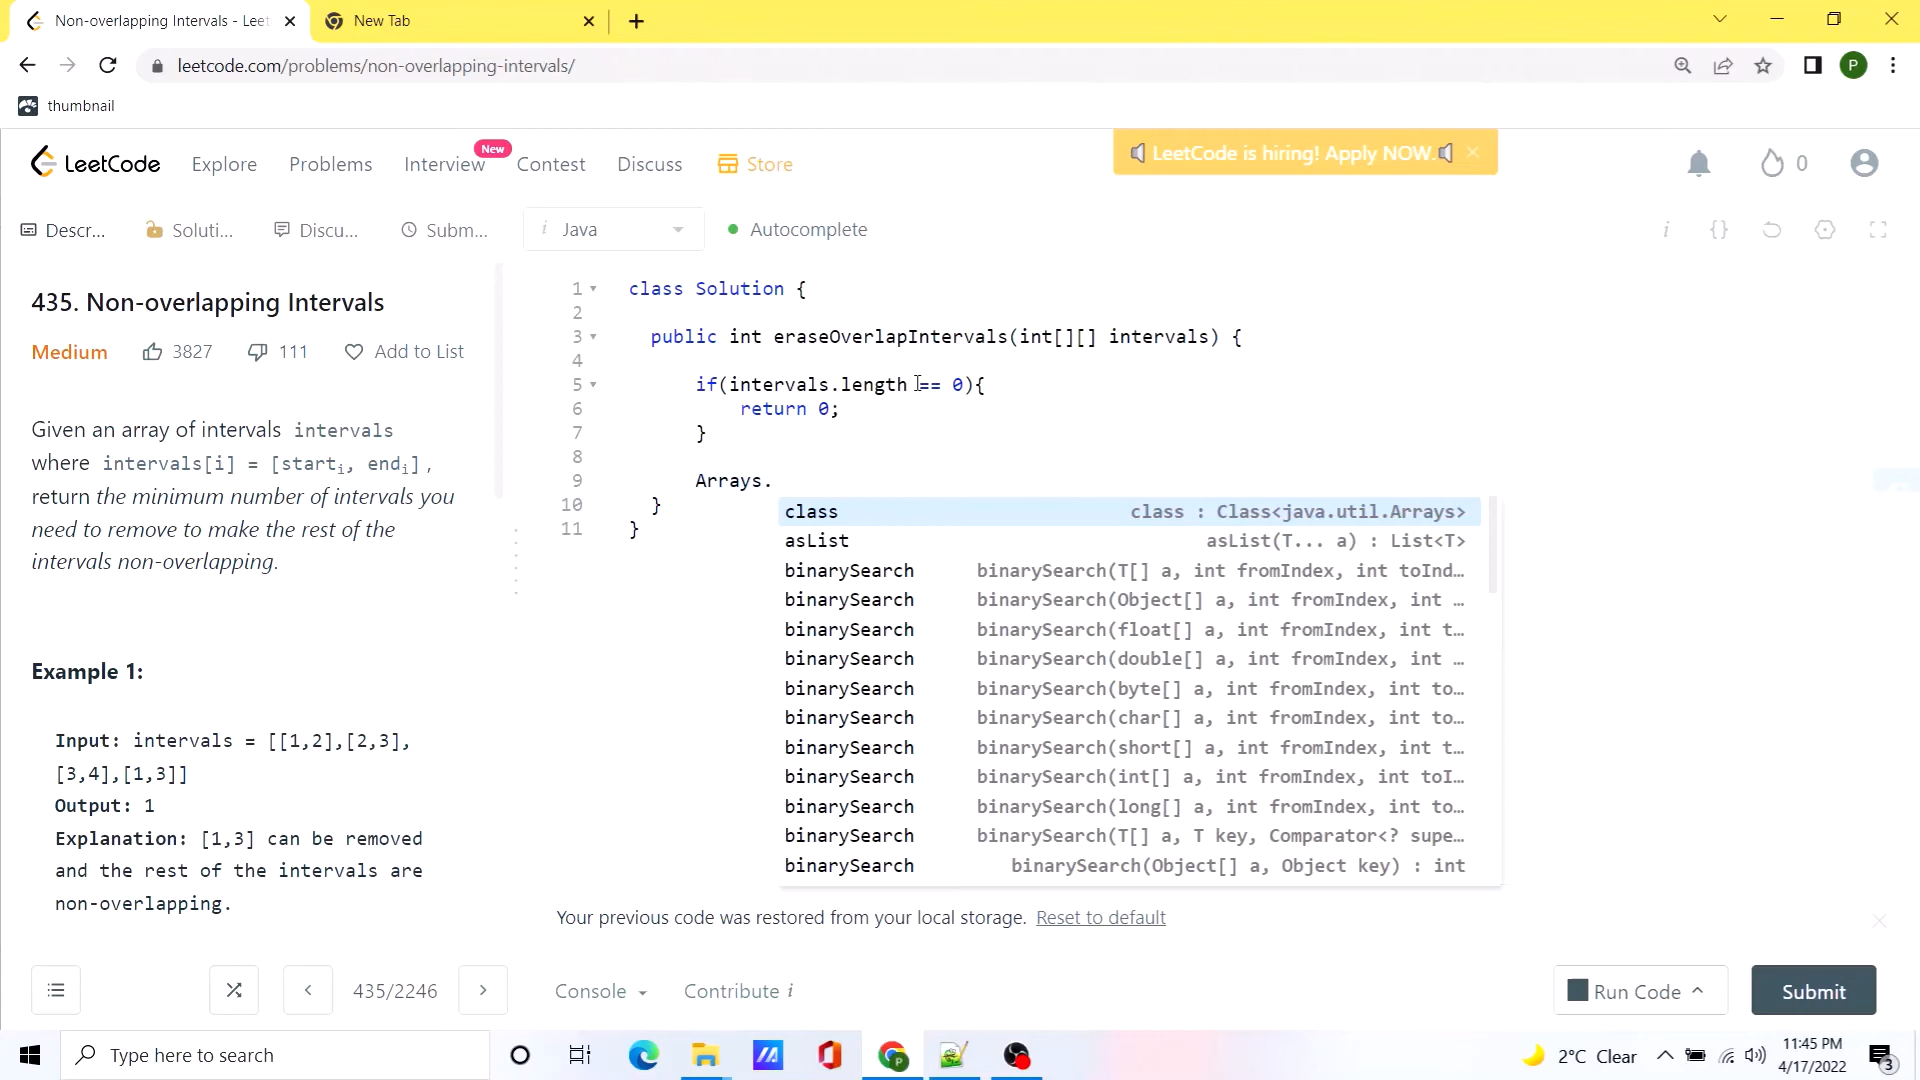 Non-overlapping Intervals - Leet
New Tab
leetcode.com/problems/non-overlapping-intervals/
P
thumbnail
LeetCode
Explore
Problems
Interview
New
Contest
Discuss
Store
LeetCode is hiring! Apply NOW.
0
Descr...
Soluti...
Discu...
Subm...
i Java
Autocomplete
i {}
435. Non-overlapping Intervals
Medium
3827
111
Add to List
Given an array of intervals intervals
where intervals[i] = [starti, endi],
return the minimum number of intervals you
need to remove to make the rest of the
intervals non-overlapping.
Example 1:
Input: intervals = [[1,2],[2,3],
[3,4],[1,3]]
Output: 1
Explanation: [1,3] can be removed
and the rest of the intervals are
non-overlapping.
1 class Solution {
2
3 public int eraseOverlapIntervals(int[][] intervals) {
4
5 if(intervals.length == 0){
6 return 0;
7 }
8
9 Arrays.
10 }
11 }
class class : Class<java.util.Arrays>
asList asList(T... a) : List<T>
binarySearch binarySearch(T[] a, int fromIndex, int toInd…
binarySearch binarySearch(Object[] a, int fromIndex, int …
binarySearch binarySearch(float[] a, int fromIndex, int t…
binarySearch binarySearch(double[] a, int fromIndex, int …
binarySearch binarySearch(byte[] a, int fromIndex, int to…
binarySearch binarySearch(char[] a, int fromIndex, int to…
binarySearch binarySearch(short[] a, int fromIndex, int t…
binarySearch binarySearch(int[] a, int fromIndex, int toI…
binarySearch binarySearch(long[] a, int fromIndex, int to…
binarySearch binarySearch(T[] a, T key, Comparator<? supe…
binarySearch binarySearch(Object[] a, Object key) : int
Your previous code was restored from your local storage. Reset to default
435/2246
Console
Contribute i
Run Code
Submit
Type here to search
2°C Clear
11:45 PM
4/17/2022
3